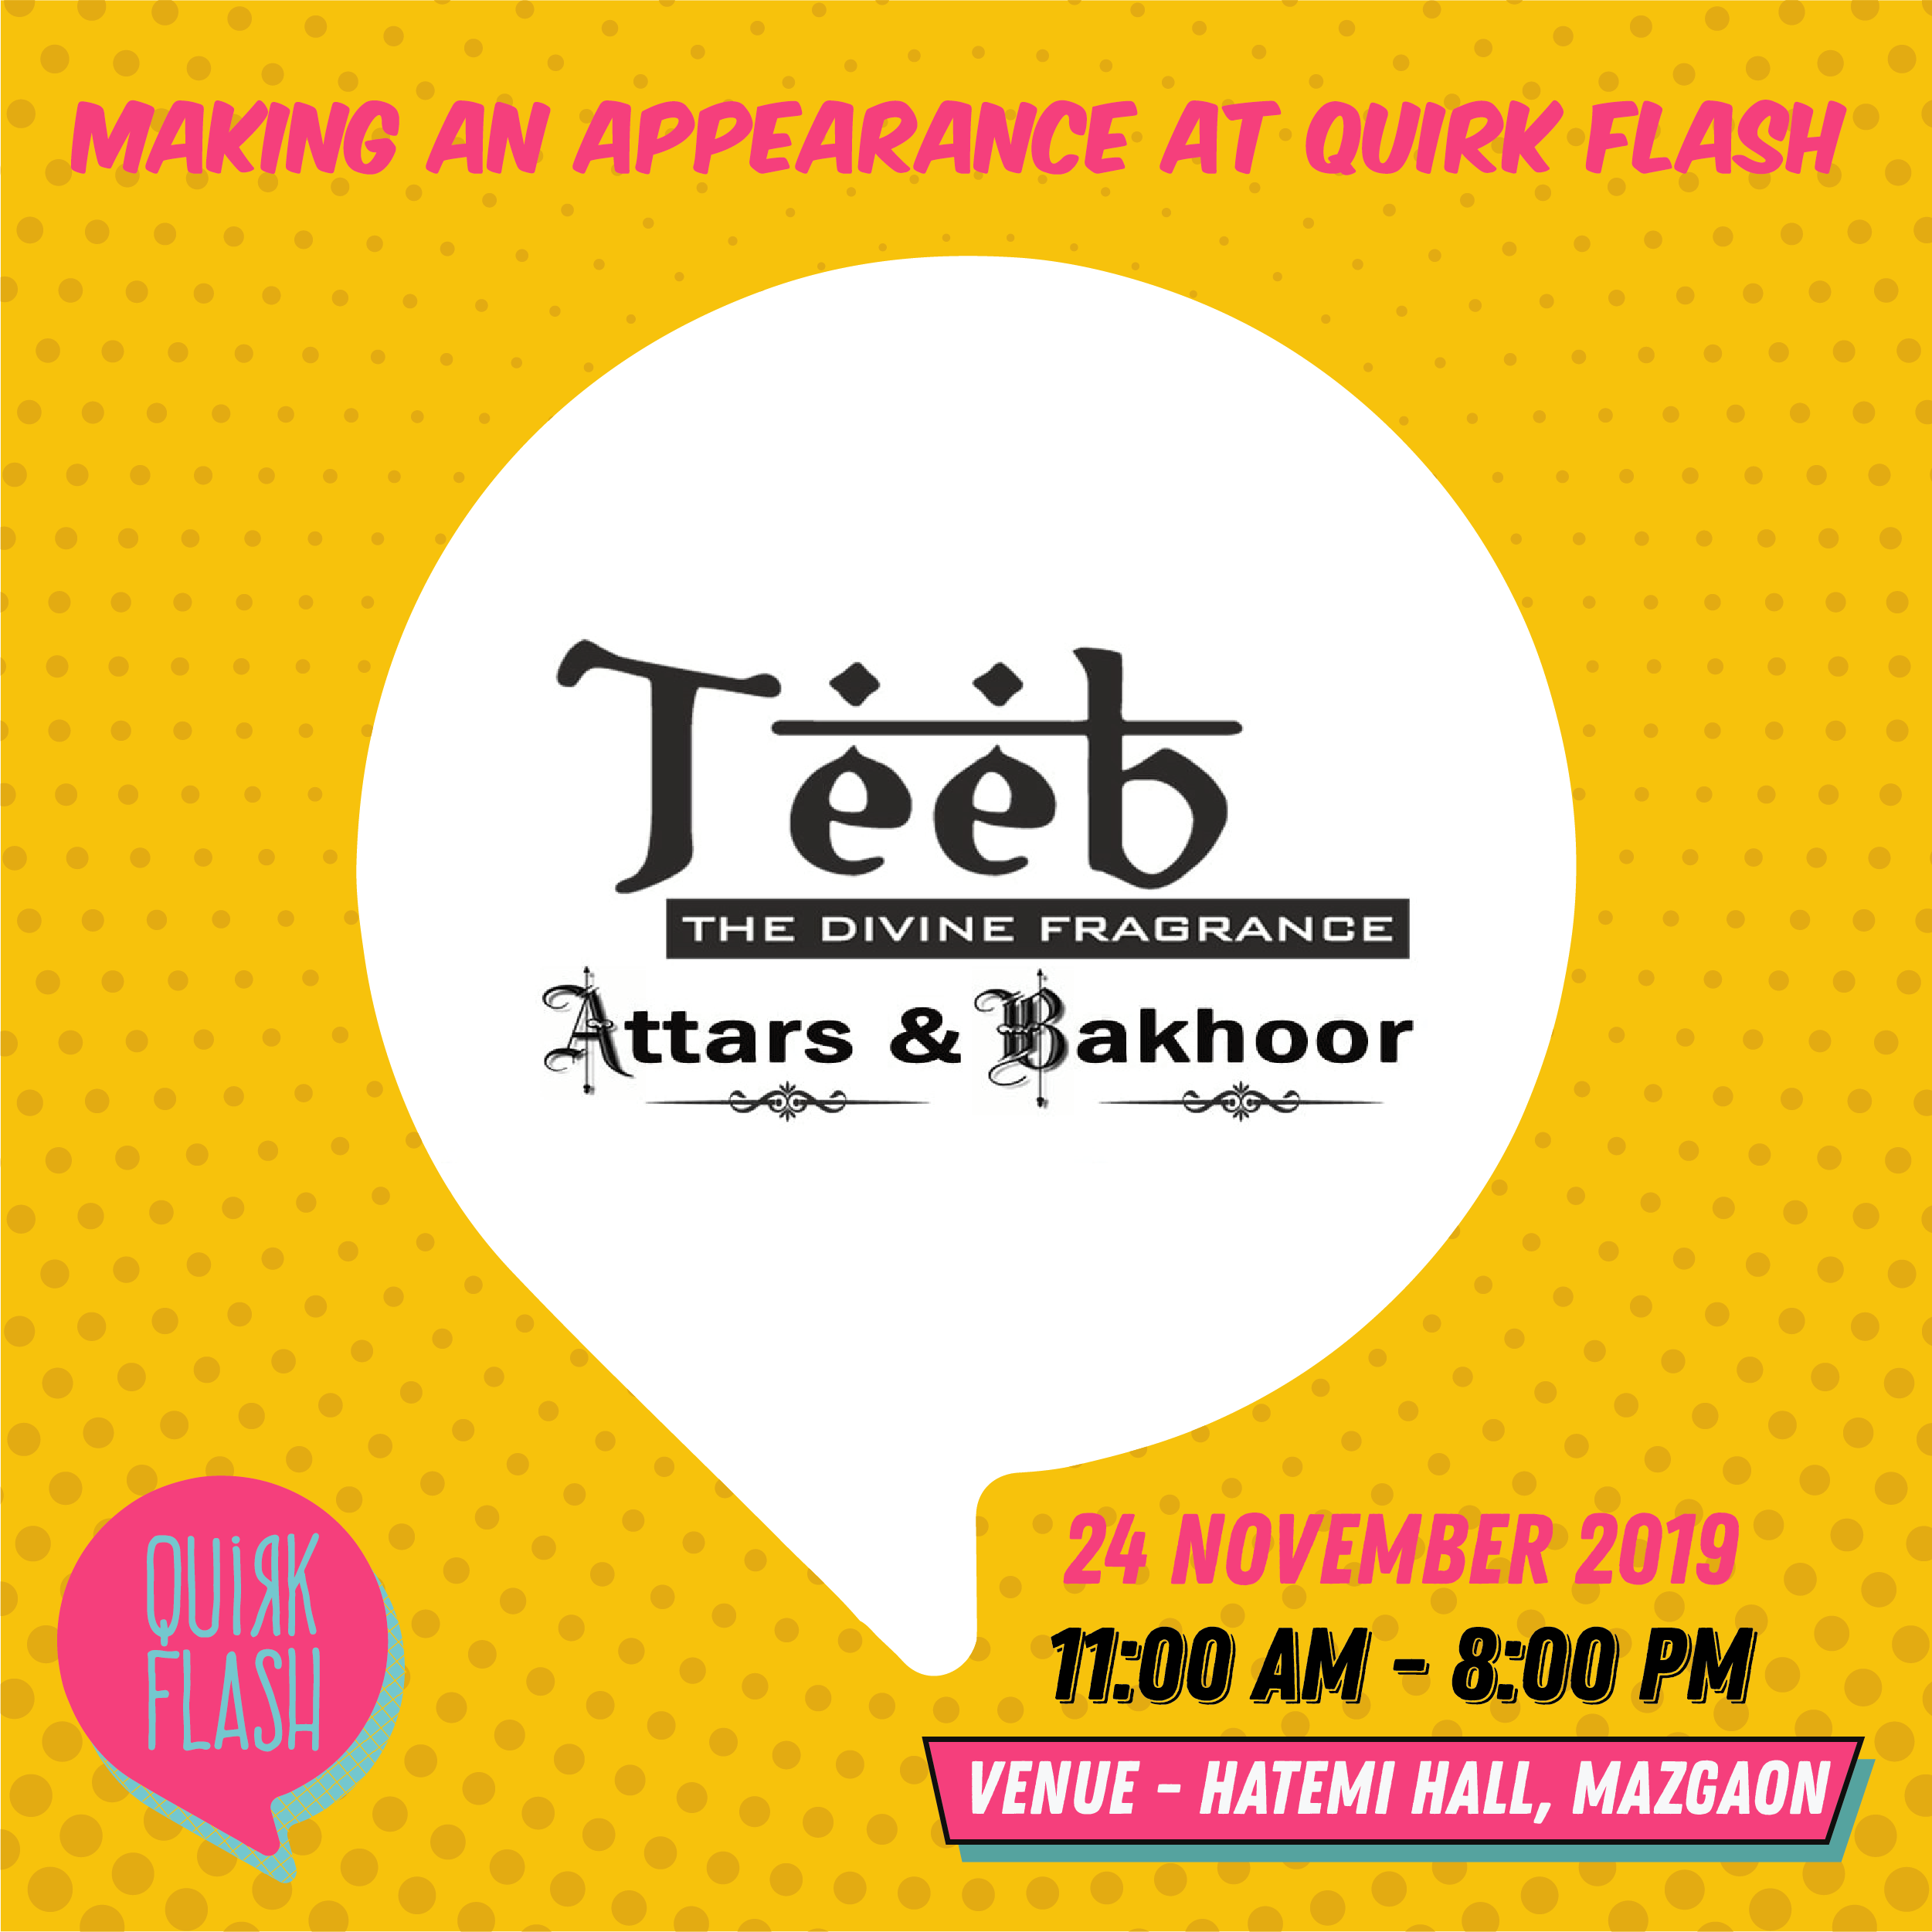 MAKING AN APPEARANCE AT QUIRK FLASH
Teeb
THE DIVINE FRAGRANCE
Attars & Bakhoor
QUiRK
FLASH
24 NOVEMBER 2019
11:00 AM - 8:00 PM
VENUE - HATEMI HALL, MAZGAON